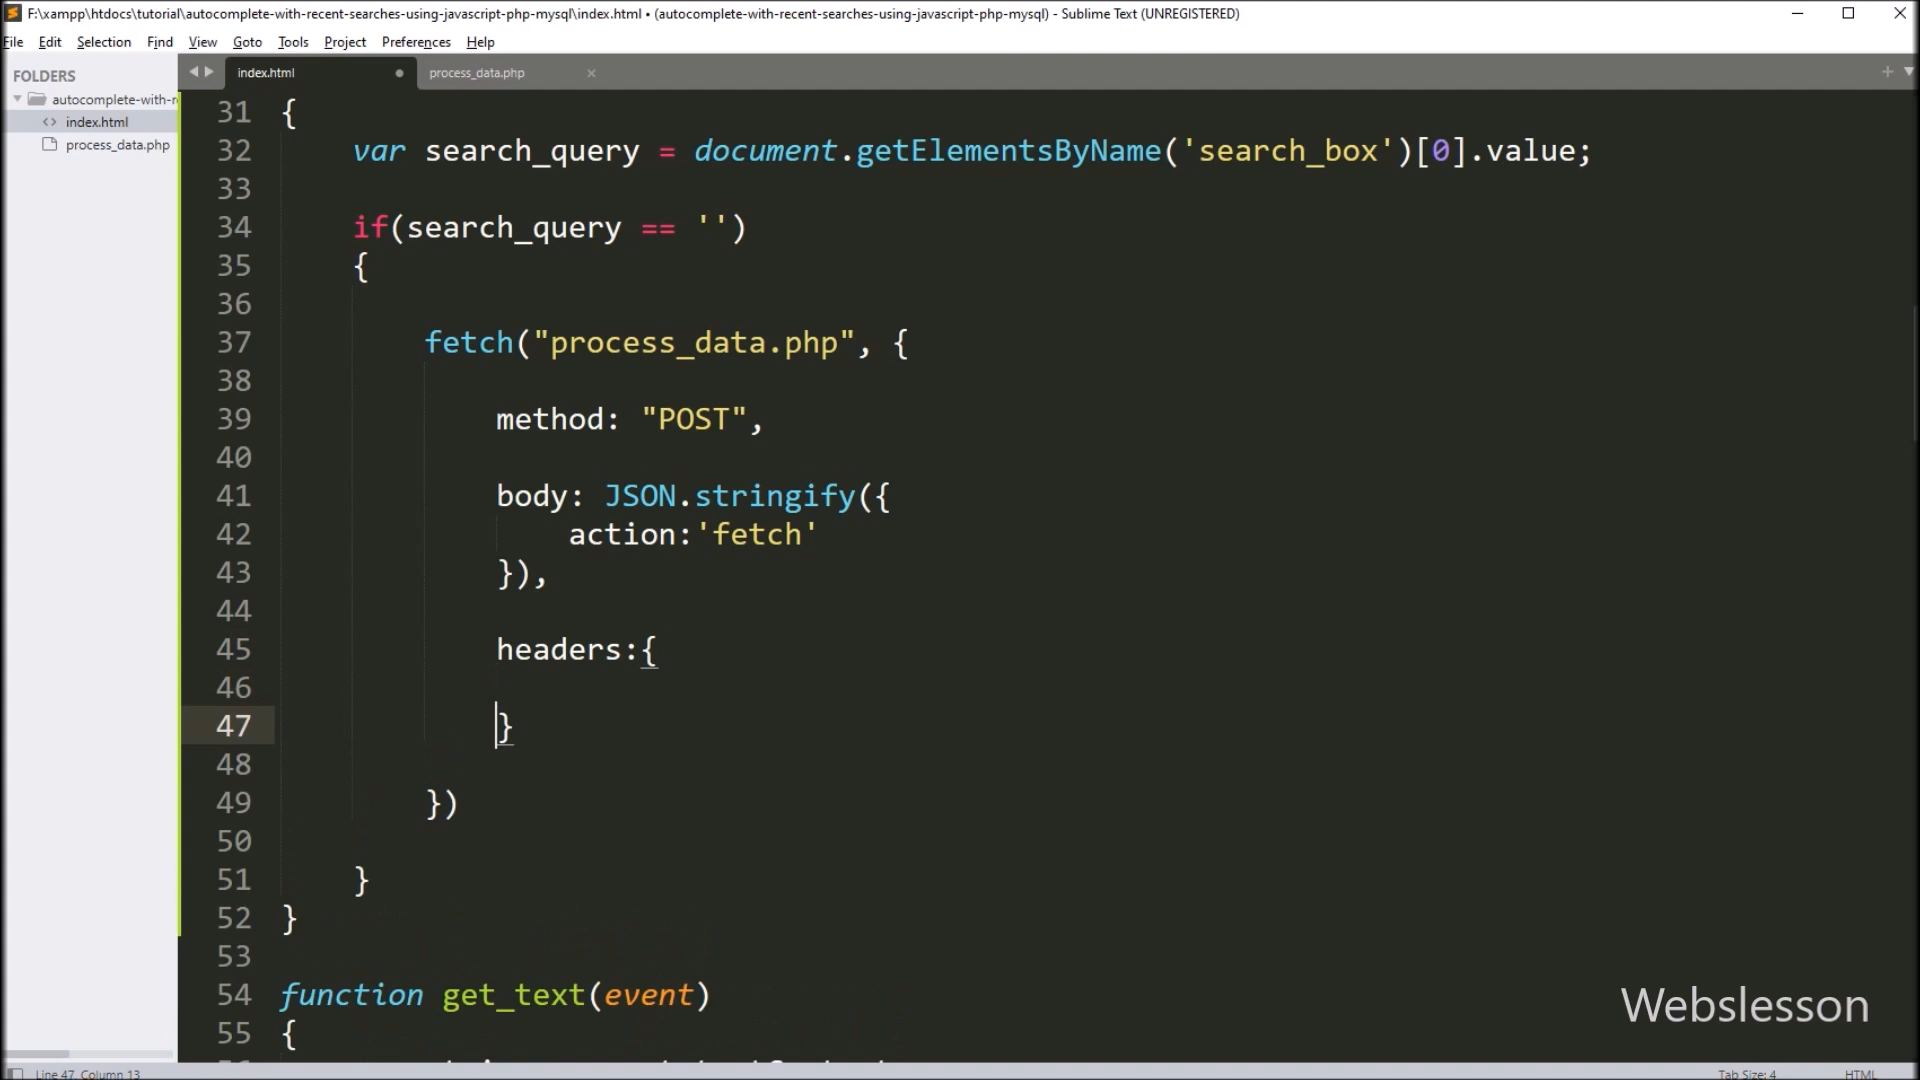 F:\xampp\htdocs\tutorial\autocomplete-with-recent-searches-using-javascript-php-mysql\index.html • (autocomplete-with-recent-searches-using-javascript-php-mysql) - Sublime Text (UNREGISTERED)
File Edit Selection Find View Goto Tools Project Preferences Help
FOLDERS
autocomplete-with-r
index.html
process_data.php
index.html process_data.php
31 {
32 var search_query = document.getElementsByName('search_box')[0].value;
33
34 if(search_query == '')
35 {
36
37 fetch("process_data.php", {
38
39 method: "POST",
40
41 body: JSON.stringify({
42 action:'fetch'
43 }),
44
45 headers:{
46
47 }
48
49 })
50
51 }
52 }
53
54 function get_text(event)
55 {
Webslesson
Line 47, Column 13 Tab Size: 4 HTML